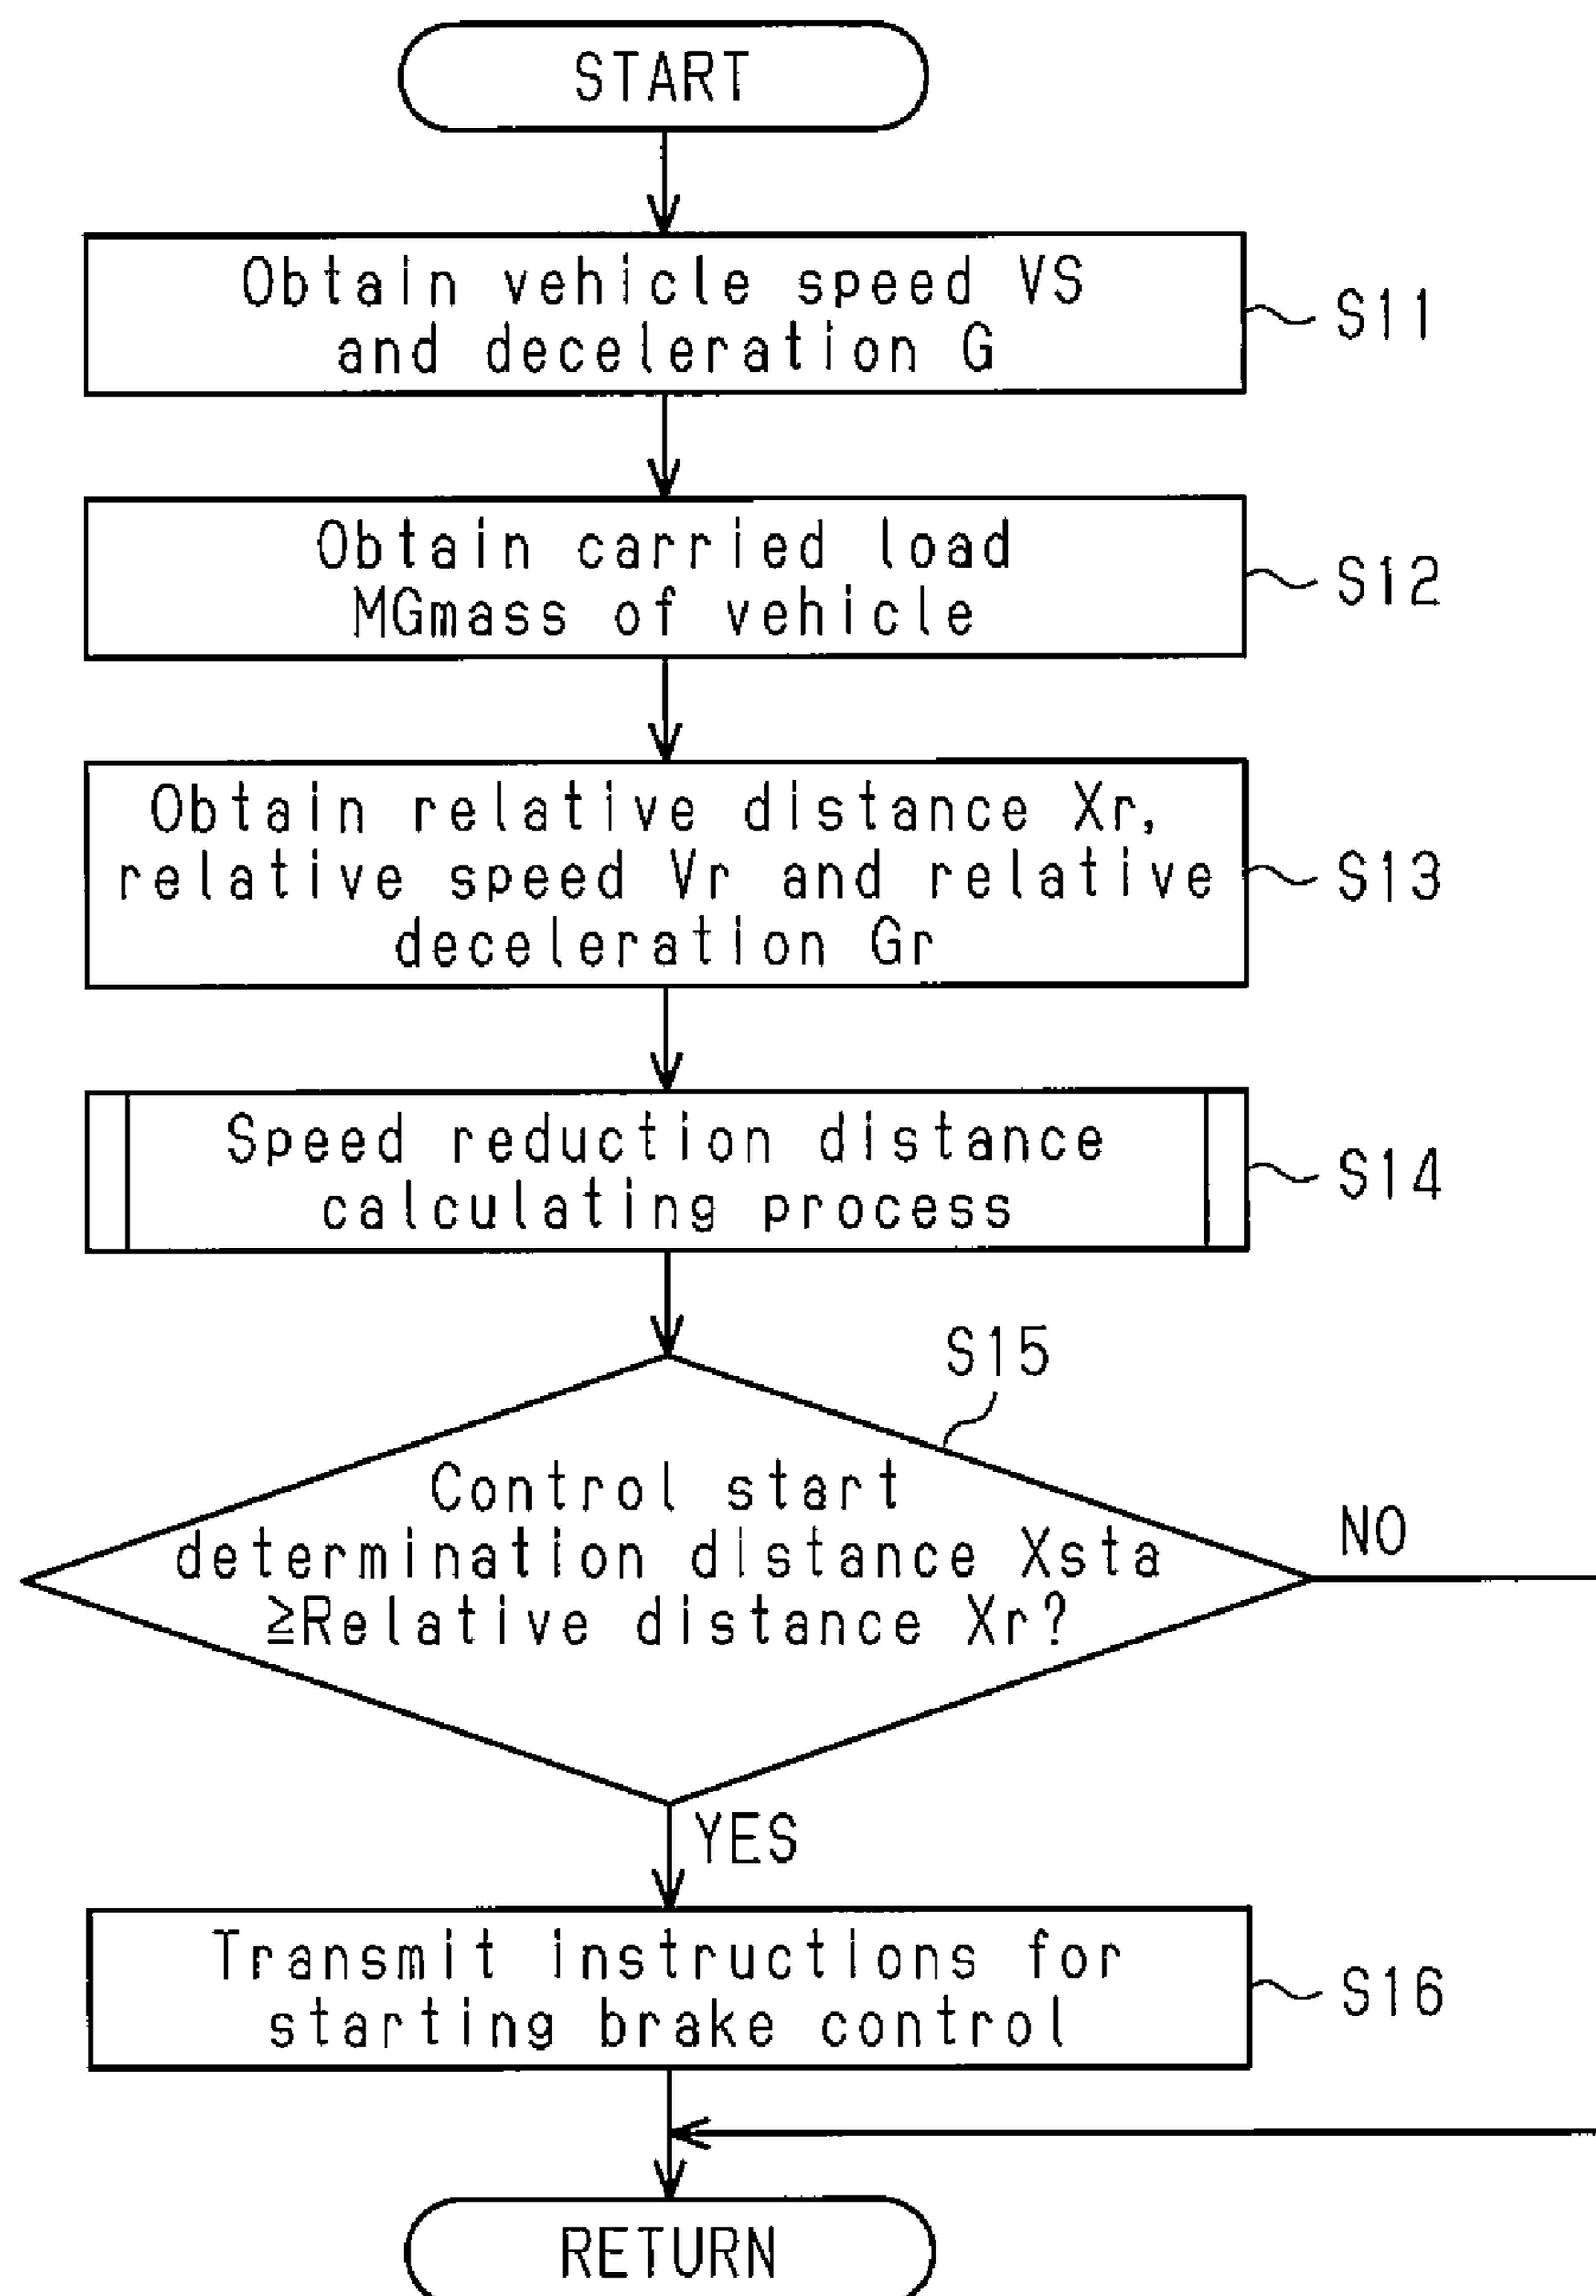 START
Obtain vehicle speed VS
and deceleration G
S11
Obtain carried load
MGmass of vehicle
S12
Obtain relative distance Xr,
relative speed Vr and relative
deceleration Gr
S13
Speed reduction distance
calculating process
S14
S15
Control start
determination distance Xsta
≧Relative distance Xr?
NO
YES
Transmit instructions for
starting brake control
S16
RETURN